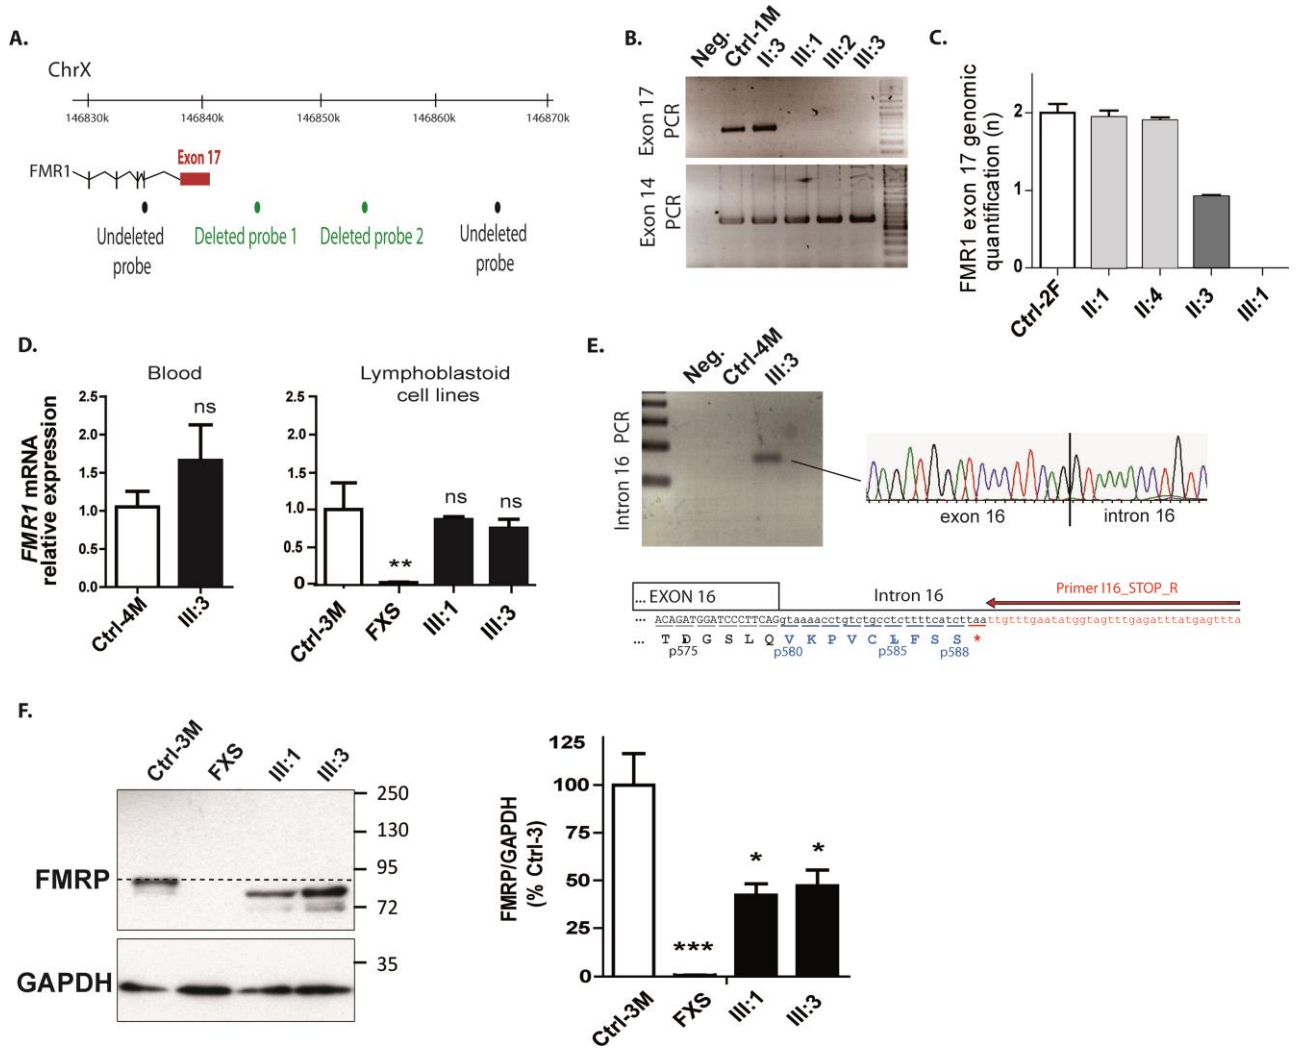 A.
ChrX
146830k 146840k 146850k 146860k 146870k
Exon 17
FMR1
Undeleted probe
Deleted probe 1
Deleted probe 2
Undeleted probe
B.
Neg. Ctrl-1M II:3 III:1 III:2 III:3
Exon 17 PCR
Exon 14 PCR
C.
FMR1 exon 17 genomic quantification (n)
2
1
0
Ctrl-2F II:1 II:4 II:3 III:1
D.
Blood
FMR1 mRNA relative expression
2.5
2.0
1.5
1.0
0.5
0.0
ns
Ctrl-4M III:3
Lymphoblastoid
cell lines
2.5
2.0
1.5
1.0
0.5
0
** ns ns
Ctrl-3M FXS III:1 III:3
E.
Neg. Ctrl-4M III:3
Intron 16 PCR
exon 16 intron 16
... EXON 16 Intron 16 Primer I16_STOP_R
... ACAGATGGATCCCTTCAGgtaaaacctgtctgcctcttttcatcttaattgtttgaatatggtagtttgagatttatgagttta
... T D G S L Q V K P V C L F S S *
p575 p580 p585 p588
F.
Ctrl-3M FXS III:1 III:3
FMRP
GAPDH
250
130
95
72
35
FMRP/GAPDH
(% Ctrl-3)
125
100
75
50
25
0
*** * *
Ctrl-3M FXS III:1 III:3